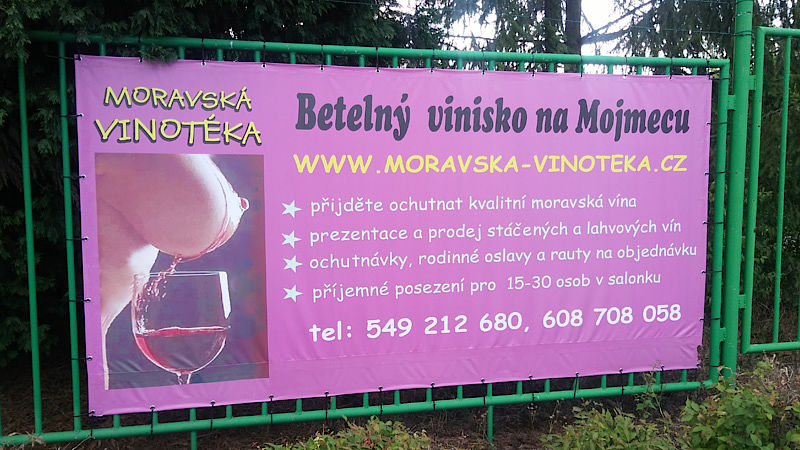 MORAVSKÁ
VINOTÉKA
Betelný vinisko na Mojmecu
WWW.MORAVSKA-VINOTEKA.CZ
přijděte ochutnat kvalitní moravská vína
prezentace a prodej stáčených a lahvových vín
ochutnávky, rodinné oslavy a rauty na objednávku
příjemné posezení pro 15-30 osob v salonku
tel: 549 212 680, 608 708 058